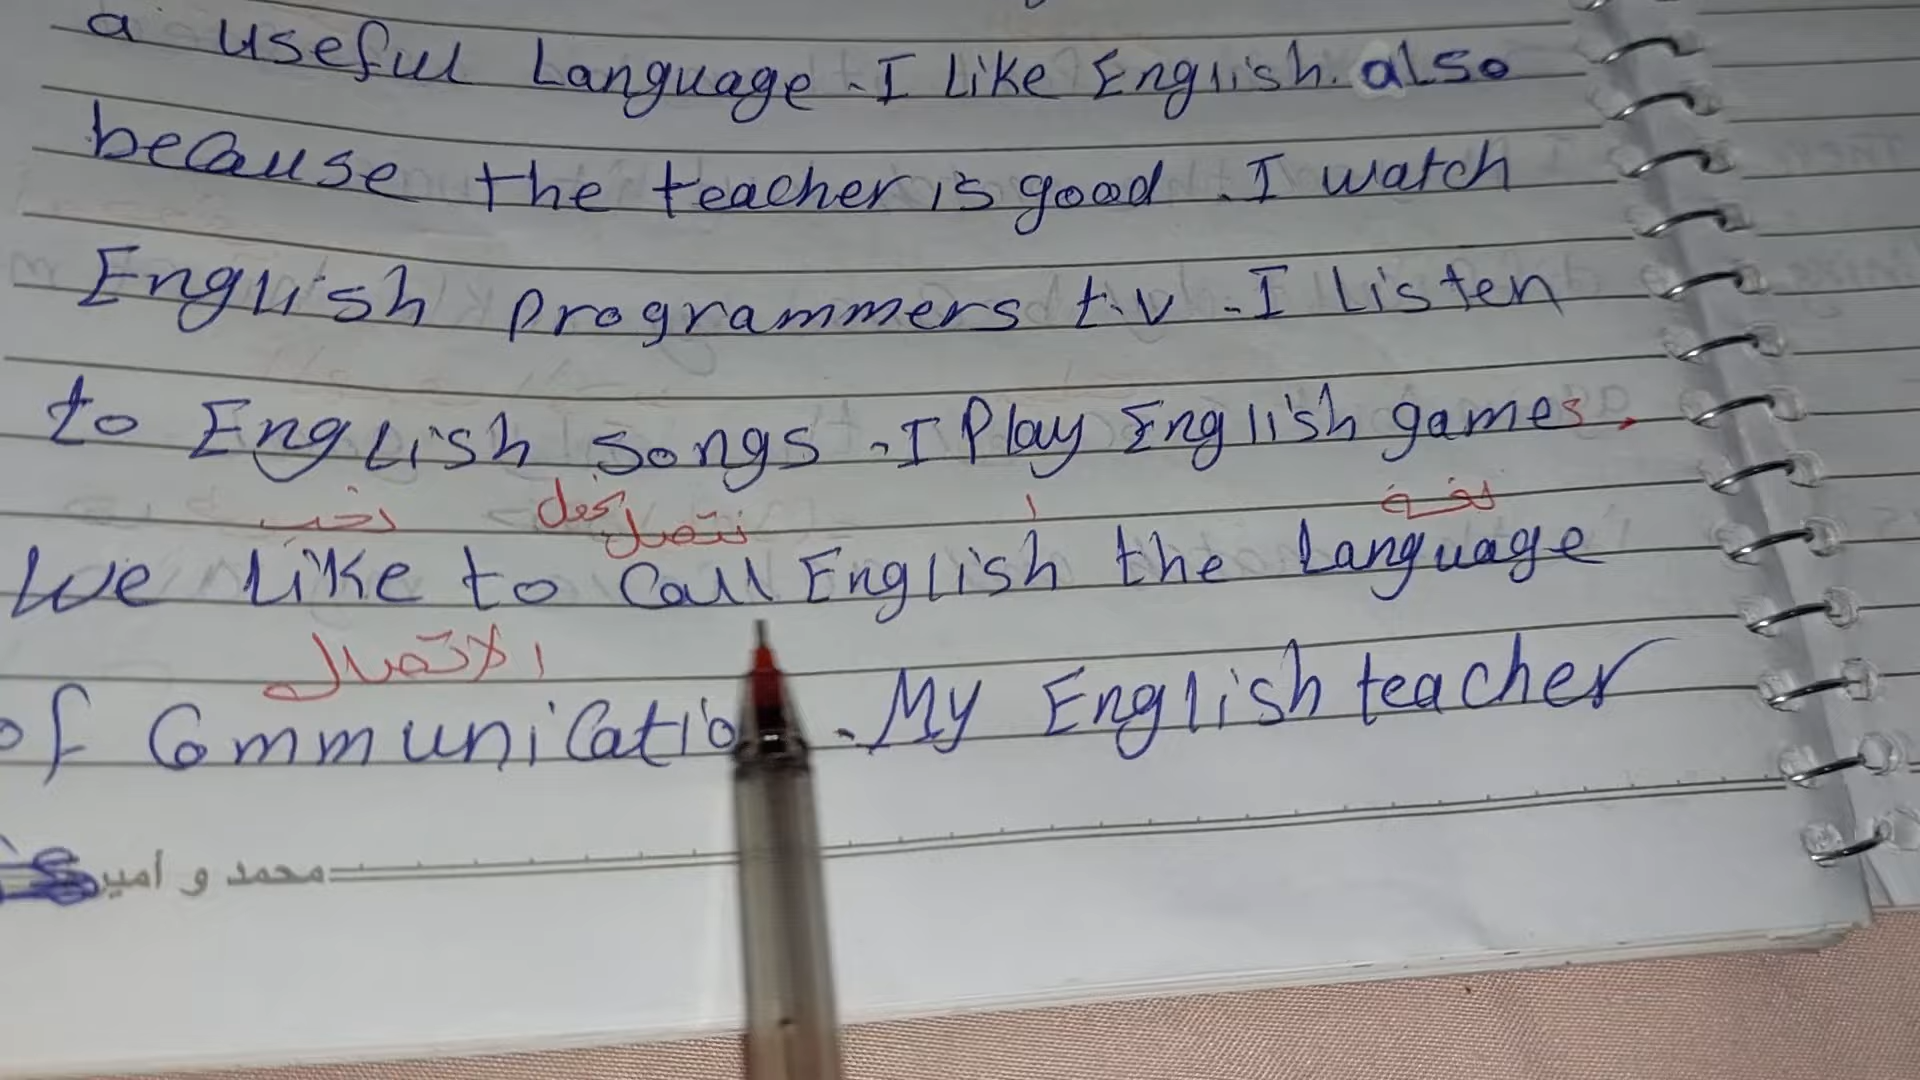 a useful Language. I like English. also
because the teacher is good. I watch
English programmers t.v. I Listen
to English songs. I play English games.
نحب نتصل لغة
We Like to Call English the Language
الاتصال
of Communicatio . My English teacher
محمد و امير